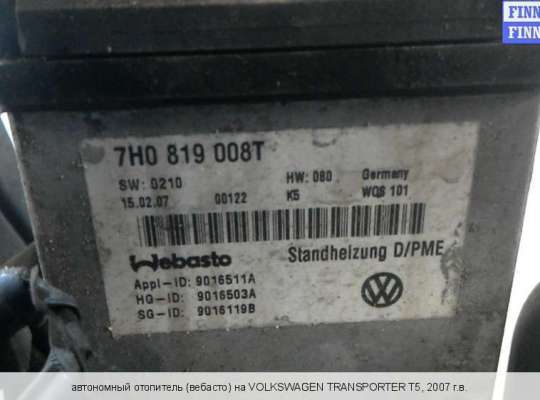 FINN
FINN
7H0 819 008T
SW: 0210 HW: 080 Germany
15.02.07 00122 K5 WQS 101
Webasto Standheizung D/PME
Appl-ID: 9016511A
HG-ID: 9016503A
SG-ID: 9016119B
автономный отопитель (вебасто) на VOLKSWAGEN TRANSPORTER T5, 2007 г.в.